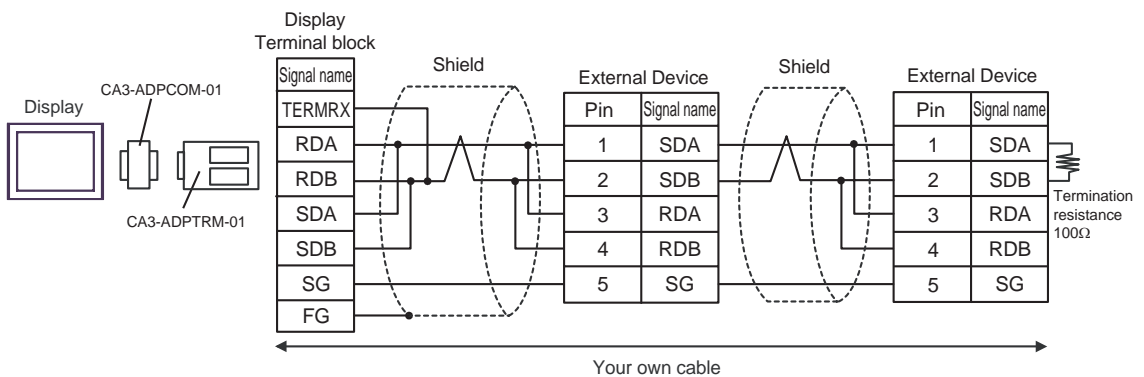 Display
Terminal block
Signal name
TERMRX
RDA
RDB
SDA
SDB
SG
FG
Display
CA3-ADPCOM-01
CA3-ADPTRM-01
Shield
External Device
Pin Signal name
1 SDA
2 SDB
3 RDA
4 RDB
5 SG
Shield
External Device
Pin Signal name
1 SDA
2 SDB
3 RDA
4 RDB
5 SG
Termination
resistance
100Ω
Your own cable